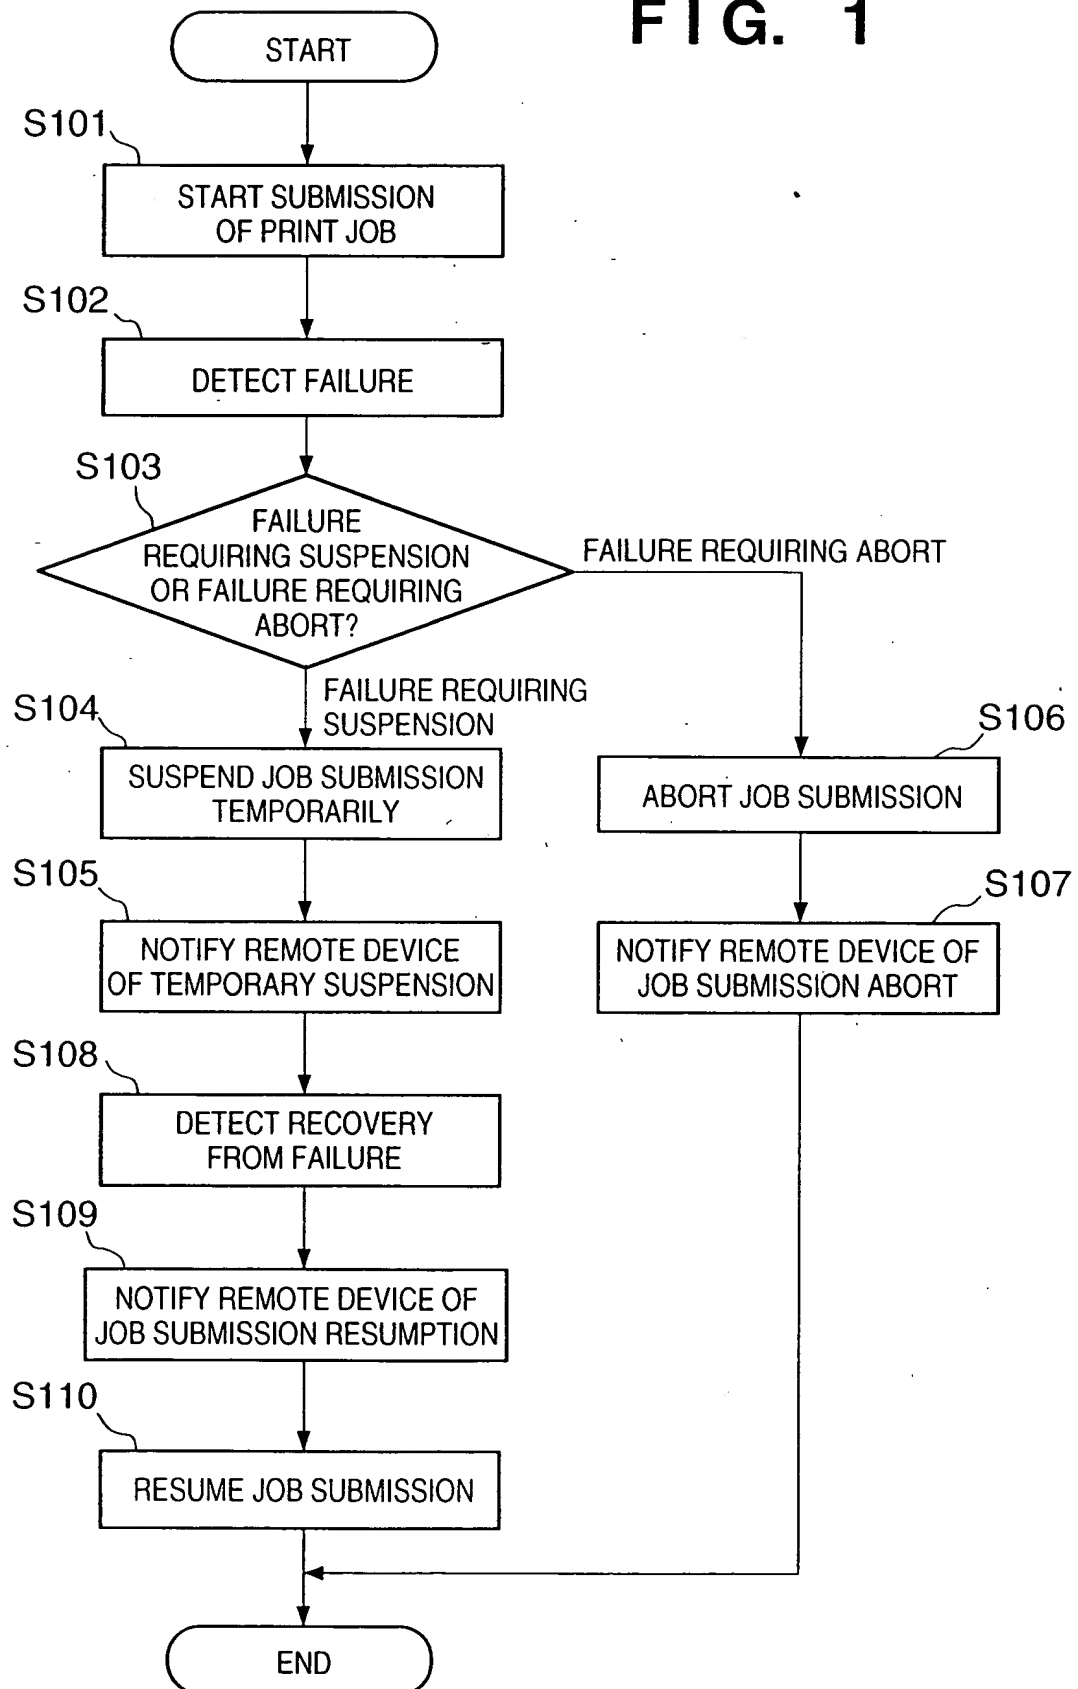 FIG. 1
START
S101
START SUBMISSION
OF PRINT JOB
S102
DETECT FAILURE
S103
FAILURE
REQUIRING SUSPENSION
OR FAILURE REQUIRING
ABORT?
FAILURE REQUIRING ABORT
FAILURE REQUIRING
SUSPENSION
S104
SUSPEND JOB SUBMISSION
TEMPORARILY
S106
ABORT JOB SUBMISSION
S105
NOTIFY REMOTE DEVICE
OF TEMPORARY SUSPENSION
S107
NOTIFY REMOTE DEVICE OF
JOB SUBMISSION ABORT
S108
DETECT RECOVERY
FROM FAILURE
S109
NOTIFY REMOTE DEVICE OF
JOB SUBMISSION RESUMPTION
S110
RESUME JOB SUBMISSION
END